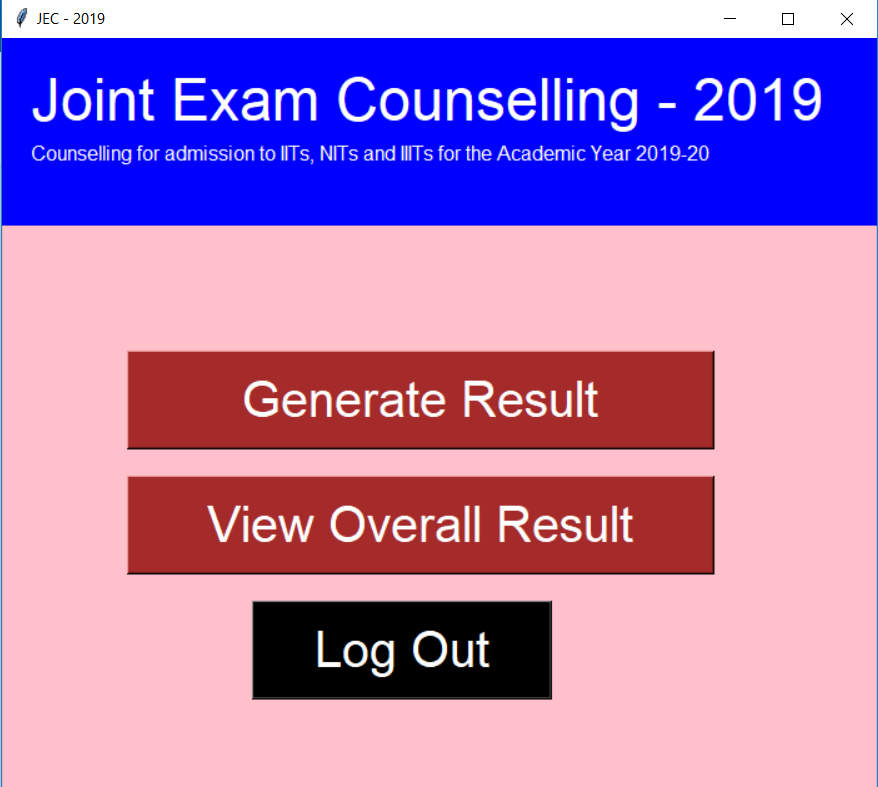 JEC - 2019
Joint Exam Counselling - 2019
Counselling for admission to IITs, NITs and IIITs for the Academic Year 2019-20
Generate Result
View Overall Result
Log Out